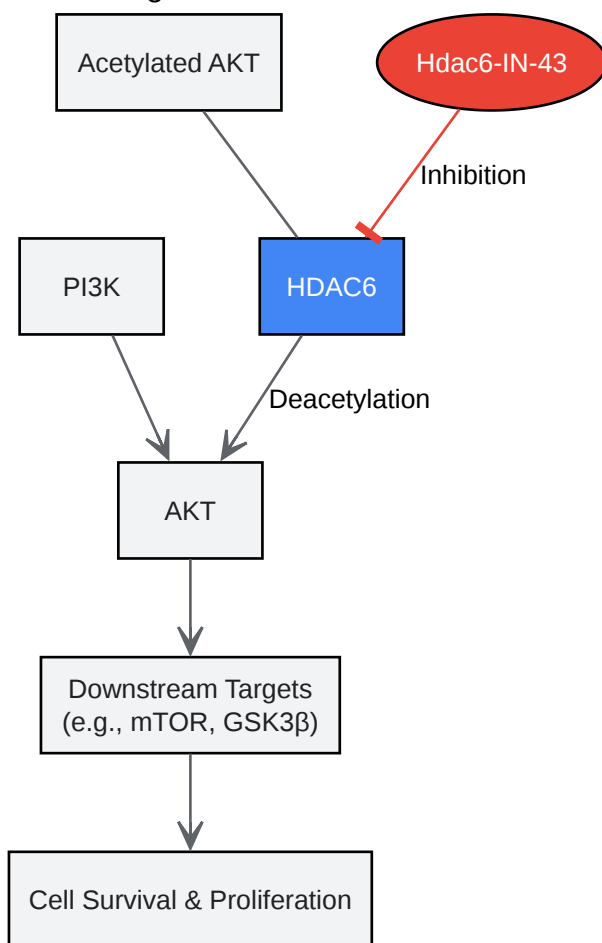 Acetylated AKT
Hdac6-IN-43
Inhibition
PI3K
HDAC6
Deacetylation
AKT
Downstream Targets
(e.g., mTOR, GSK3β)
Cell Survival & Proliferation